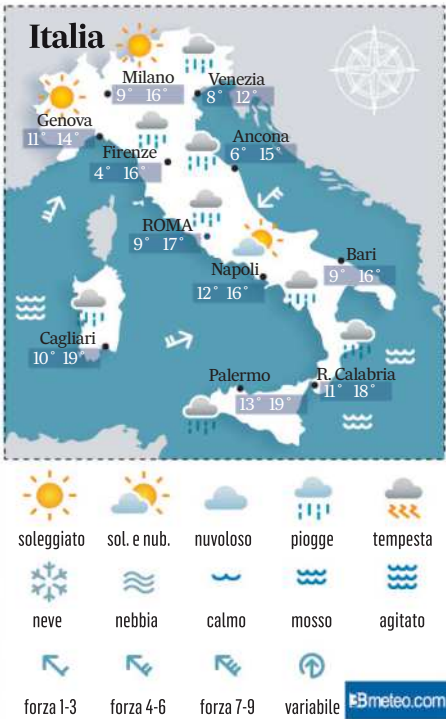 Italia
Milano
9° 16°
Venezia
8° 12°
Genova
11° 14°
Firenze
4° 16°
Ancona
6° 15°
ROMA
9° 17°
Napoli
12° 16°
Bari
9° 16°
Cagliari
10° 19°
Palermo
13° 19°
R. Calabria
11° 18°
soleggiato sol. e nub. nuvoloso piogge tempesta
neve nebbia calmo mosso agitato
forza 1-3 forza 4-6 forza 7-9 variabile
3Bmeteo.com